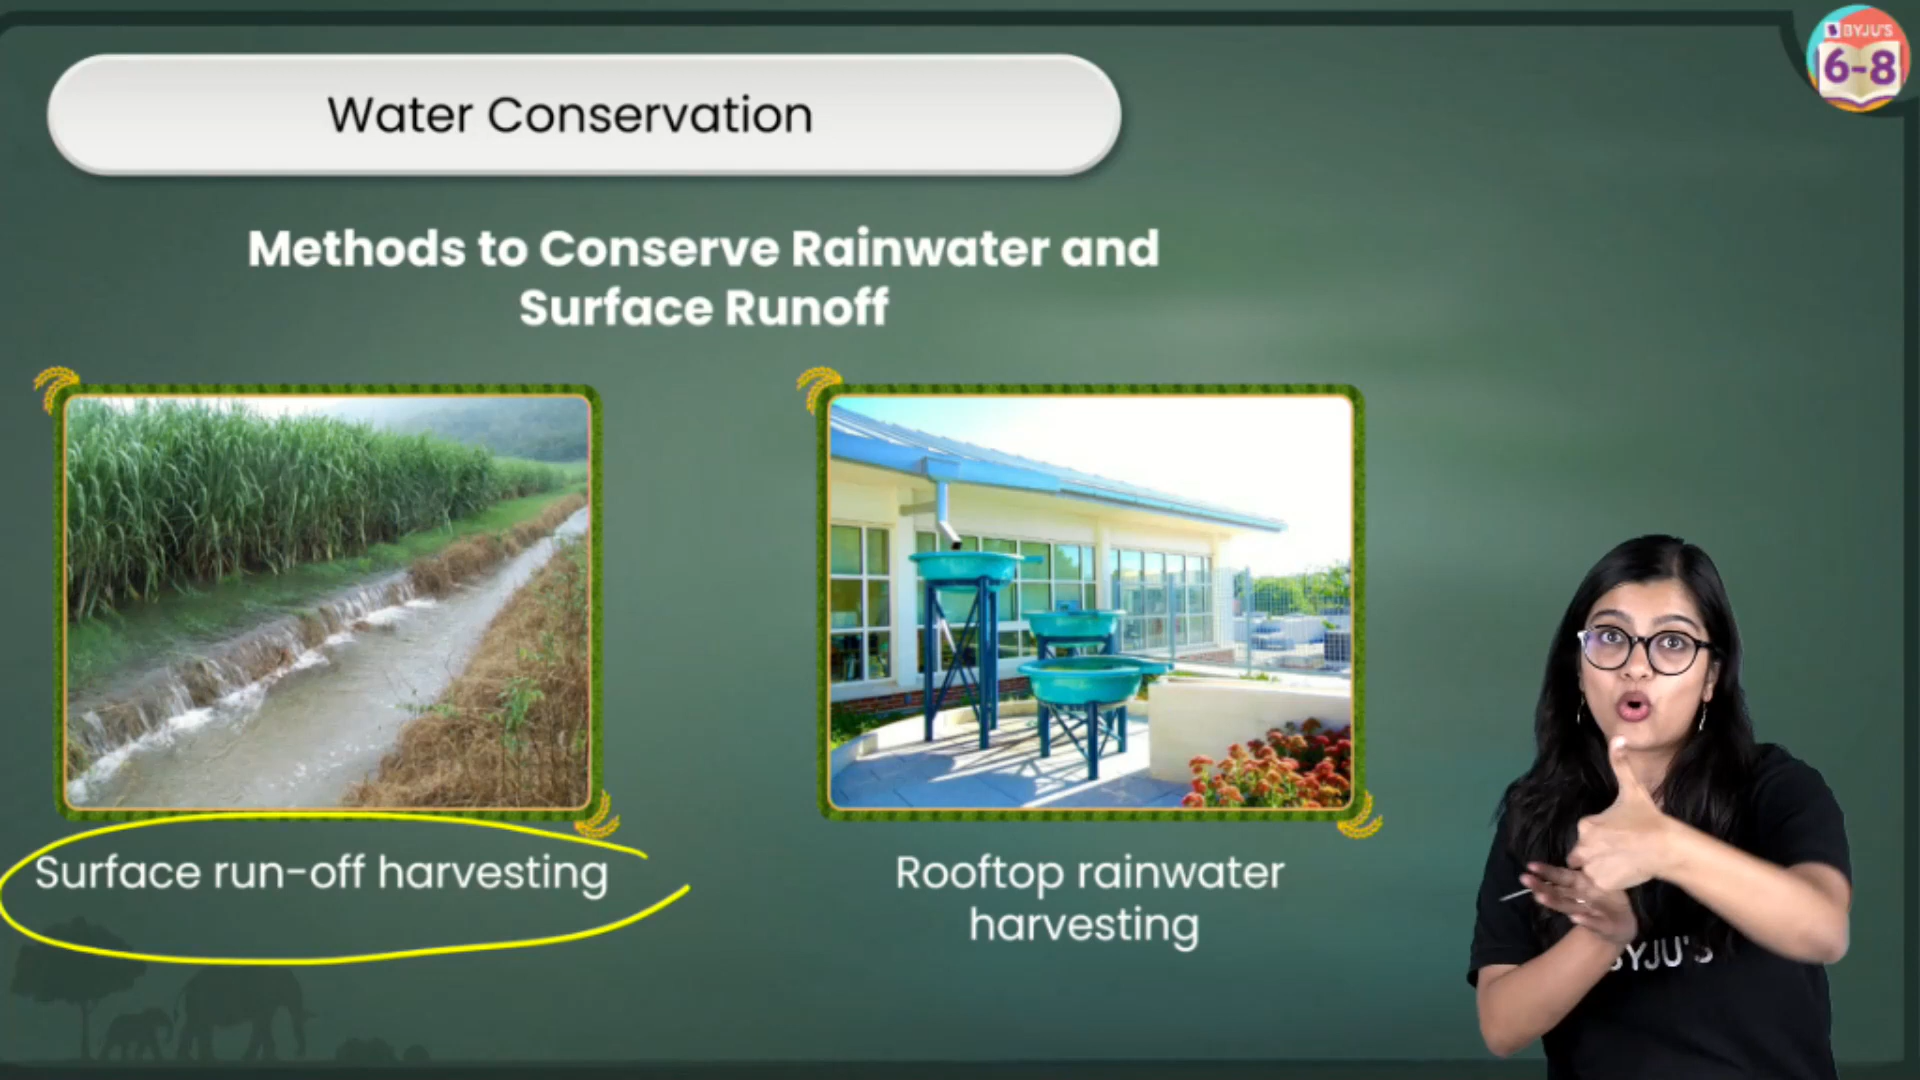 BYJU'S
6-8
Water Conservation
Methods to Conserve Rainwater and
Surface Runoff
Surface run-off harvesting
Rooftop rainwater
harvesting
BYJU'S